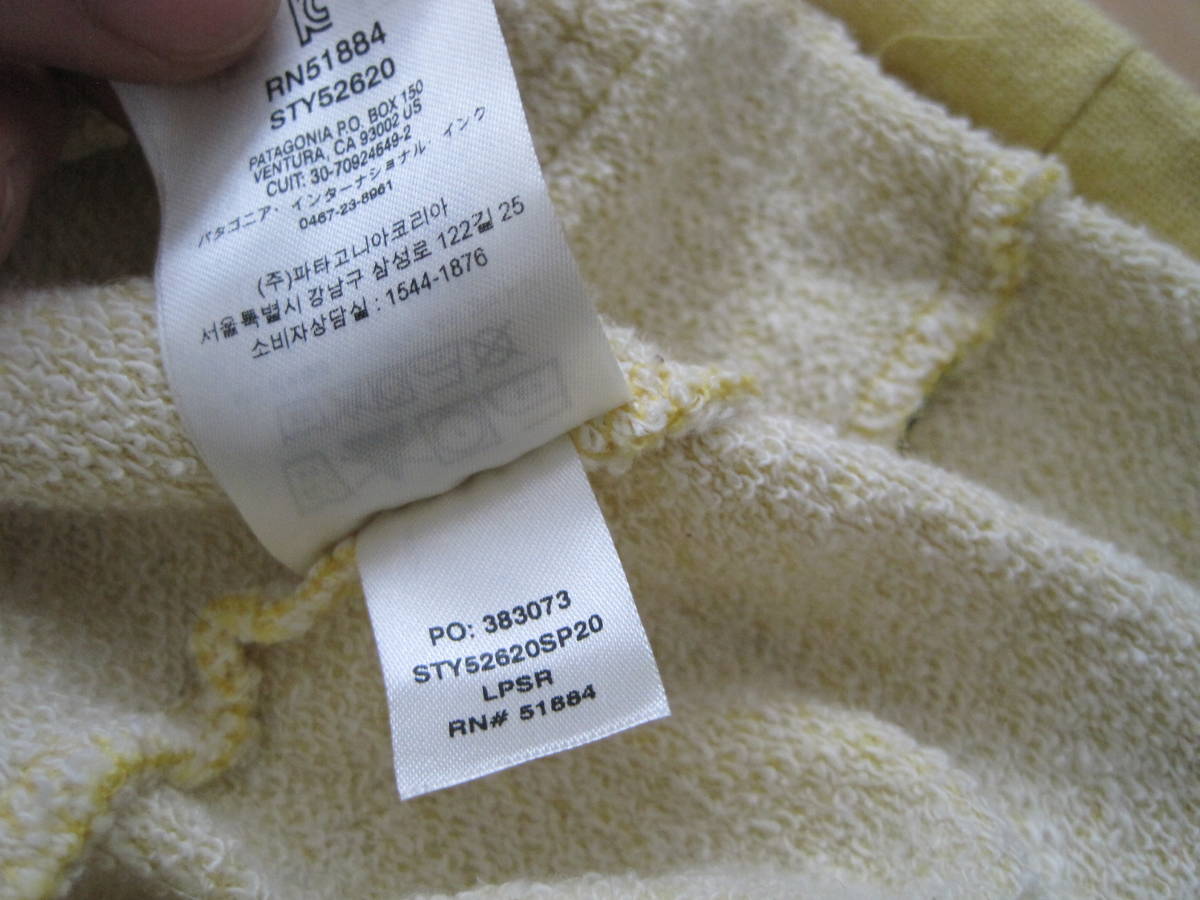 RN51884
STY52620
PATAGONIA P.O. BOX 150
VENTURA, CA 93002 US
CUIT: 30-70924649-2
パタゴニア・インターナショナル インク
0467-23-8961
(주)파타고니아코리아
서울특별시 강남구 삼성로 122길 25
소비자상담실 : 1544-1876
PO: 383073
STY52620SP20
LPSR
RN# 51884